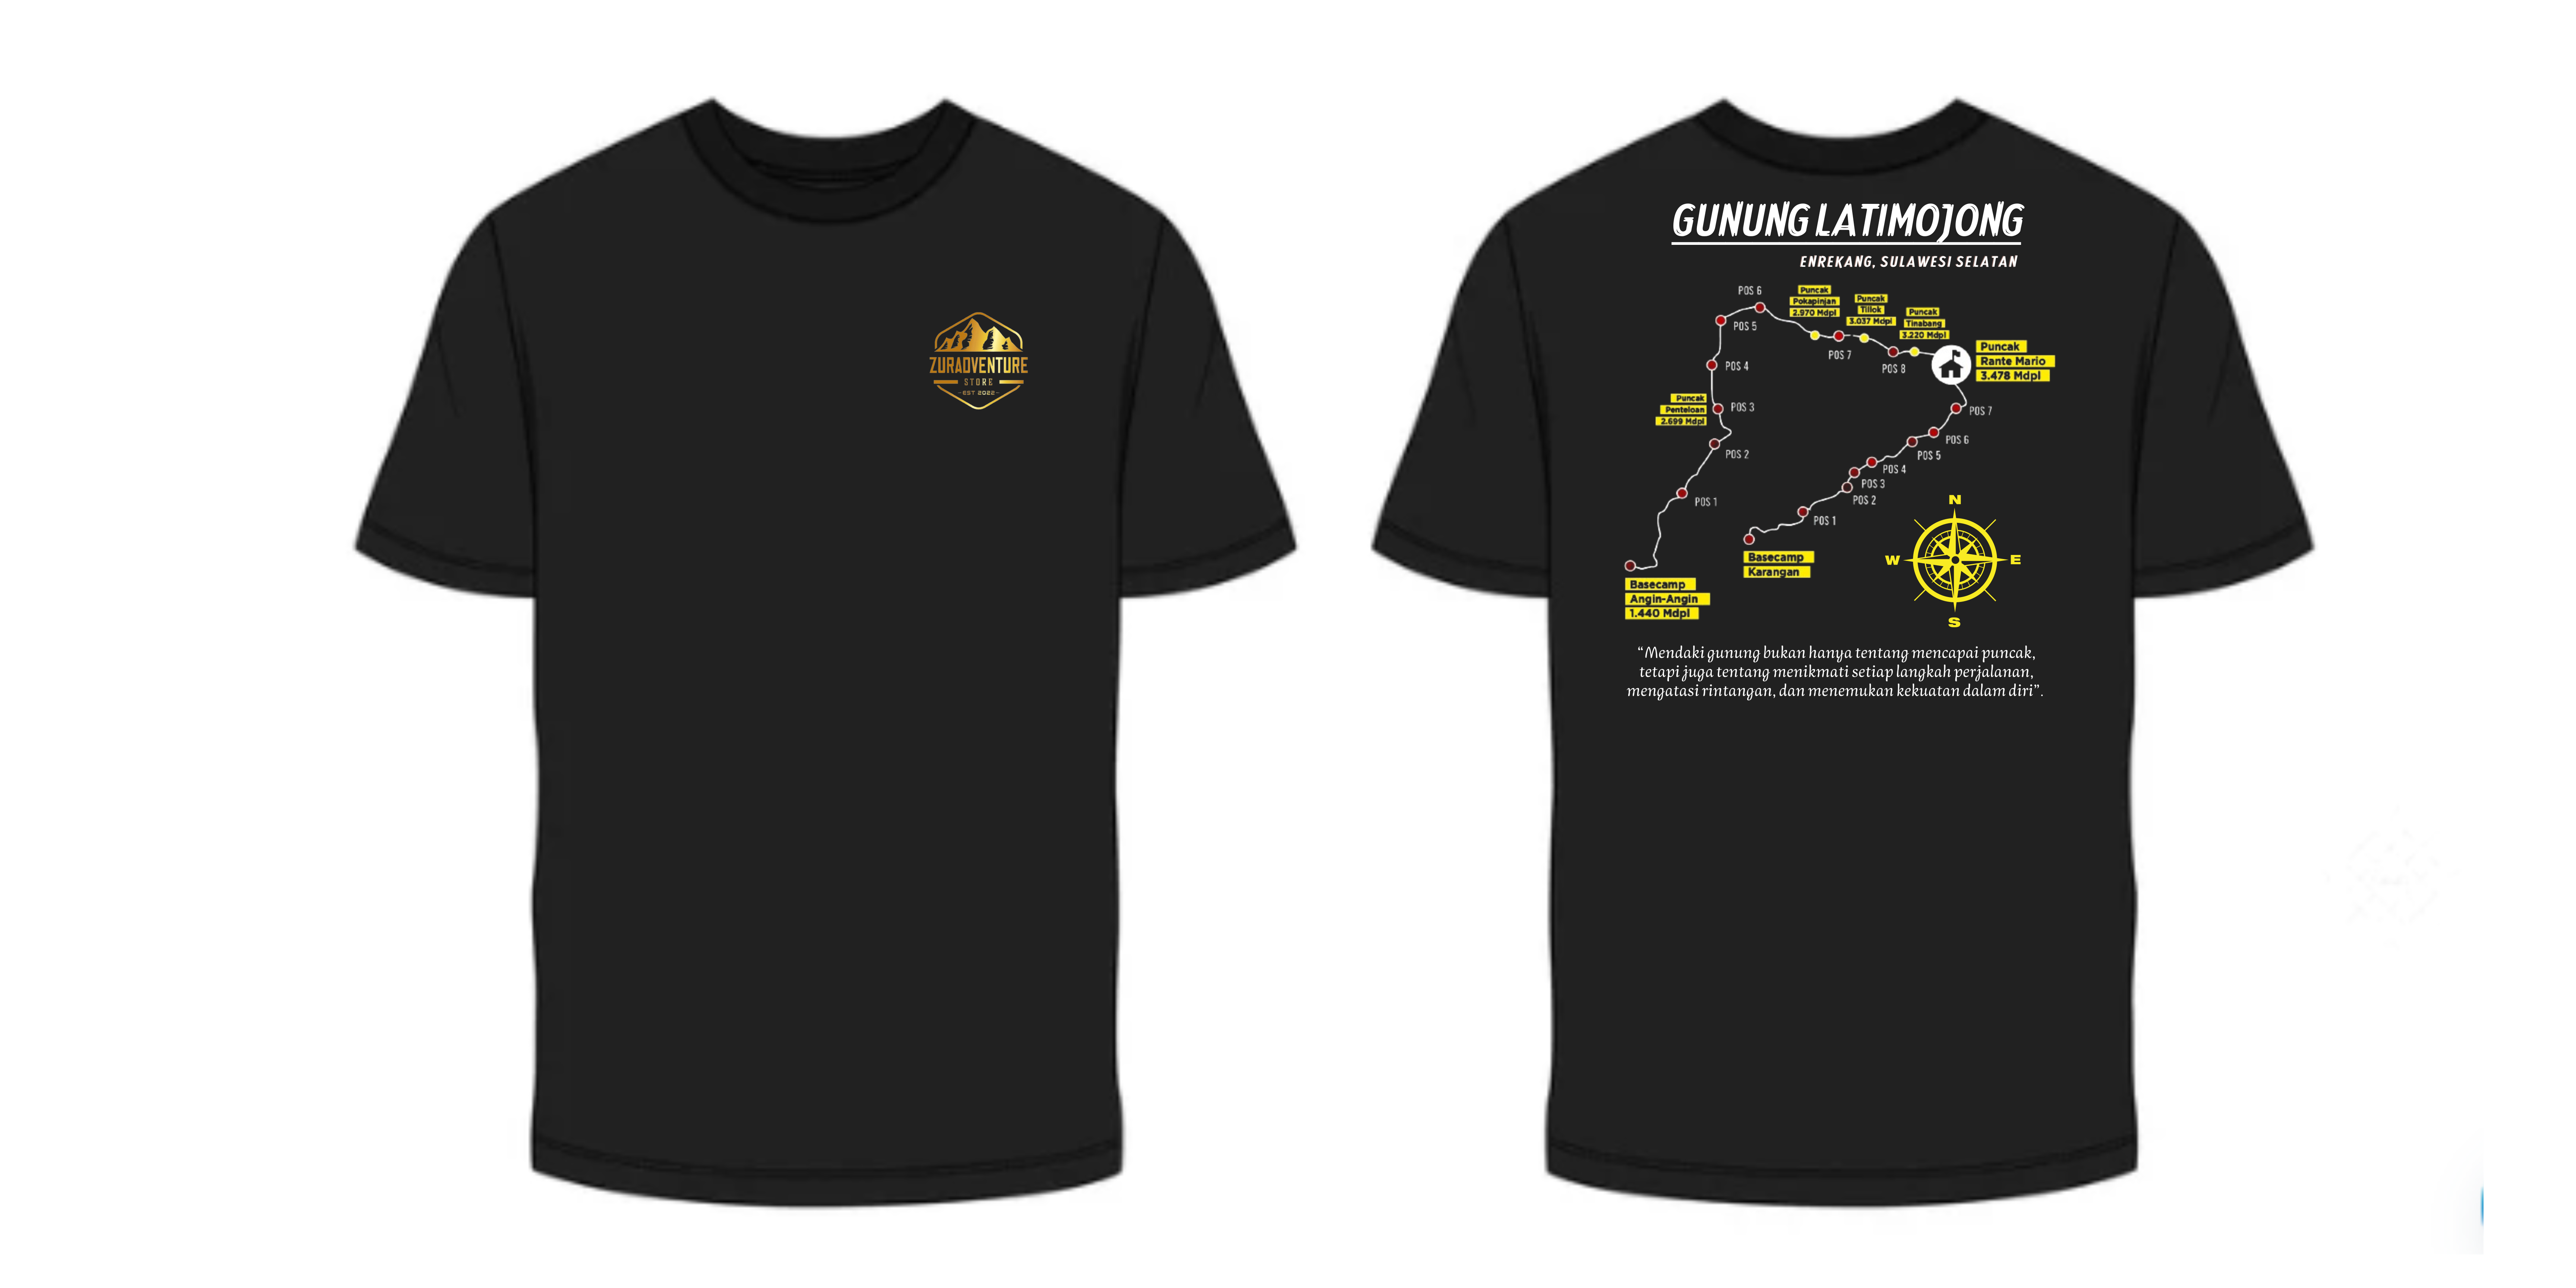 ZURADVENTURE
STORE
-EST 2022-
GUNUNG LATIMOJONG
ENREKANG, SULAWESI SELATAN
POS 6
Puncak
Pokapinjan
2.970 Mdpl
Puncak
Tillok
3.037 Mdpl
Puncak
Tinabang
3.220 Mdpl
POS 5
POS 7
POS 8
Puncak
Rante Mario
3.478 Mdpl
POS 4
Puncak
Penteloan
2.699 Mdpl
POS 3
POS 2
POS 1
POS 7
POS 6
POS 5
POS 4
POS 3
POS 2
POS 1
Basecamp
Karangan
Basecamp
Angin-Angin
1.440 Mdpl
N
W
E
S
“Mendaki gunung bukan hanya tentang mencapai puncak,
tetapi juga tentang menikmati setiap langkah perjalanan,
mengatasi rintangan, dan menemukan kekuatan dalam diri”.